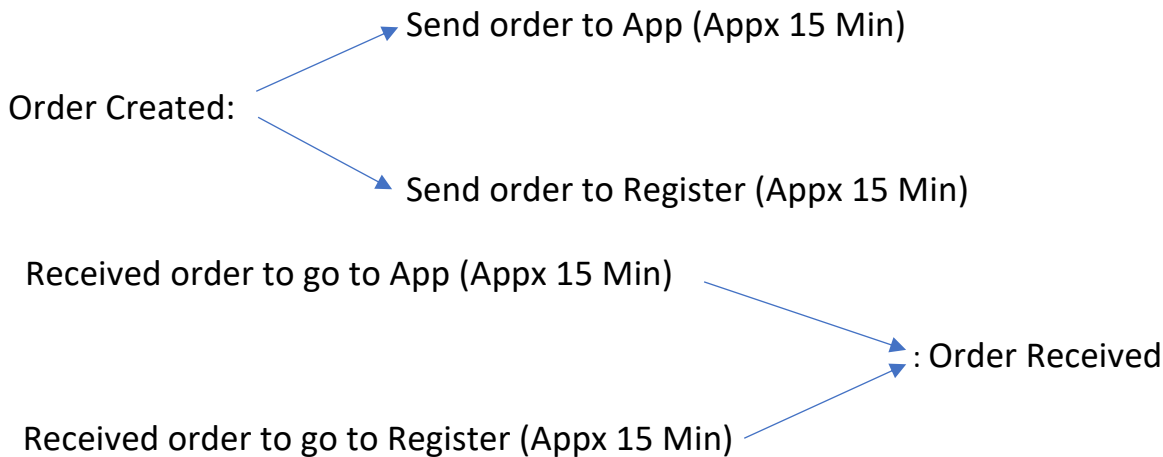 Send order to App (Appx 15 Min)
Order Created:
Send order to Register (Appx 15 Min)
Received order to go to App (Appx 15 Min)
: Order Received
Received order to go to Register (Appx 15 Min)